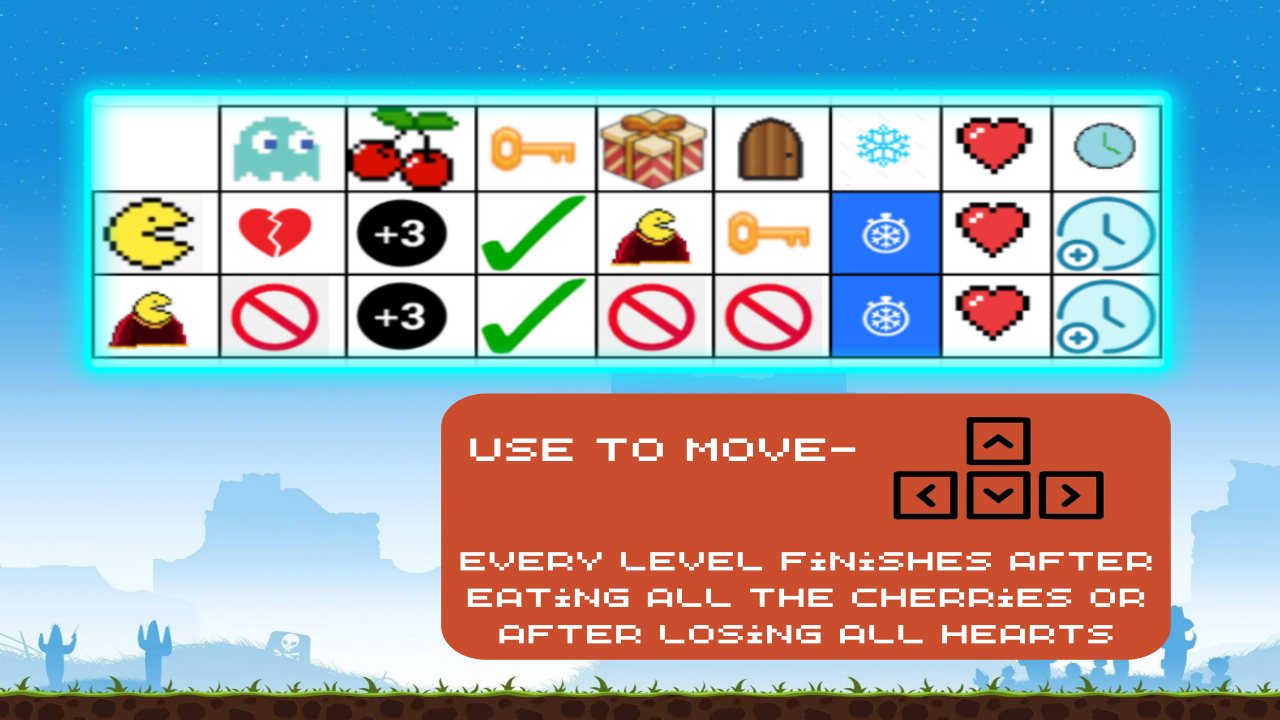 +3
+3
USE TO MOVE-
EVERY LEVEL FINISHES AFTER
EATING ALL THE CHERRIES OR
AFTER LOSING ALL HEARTS